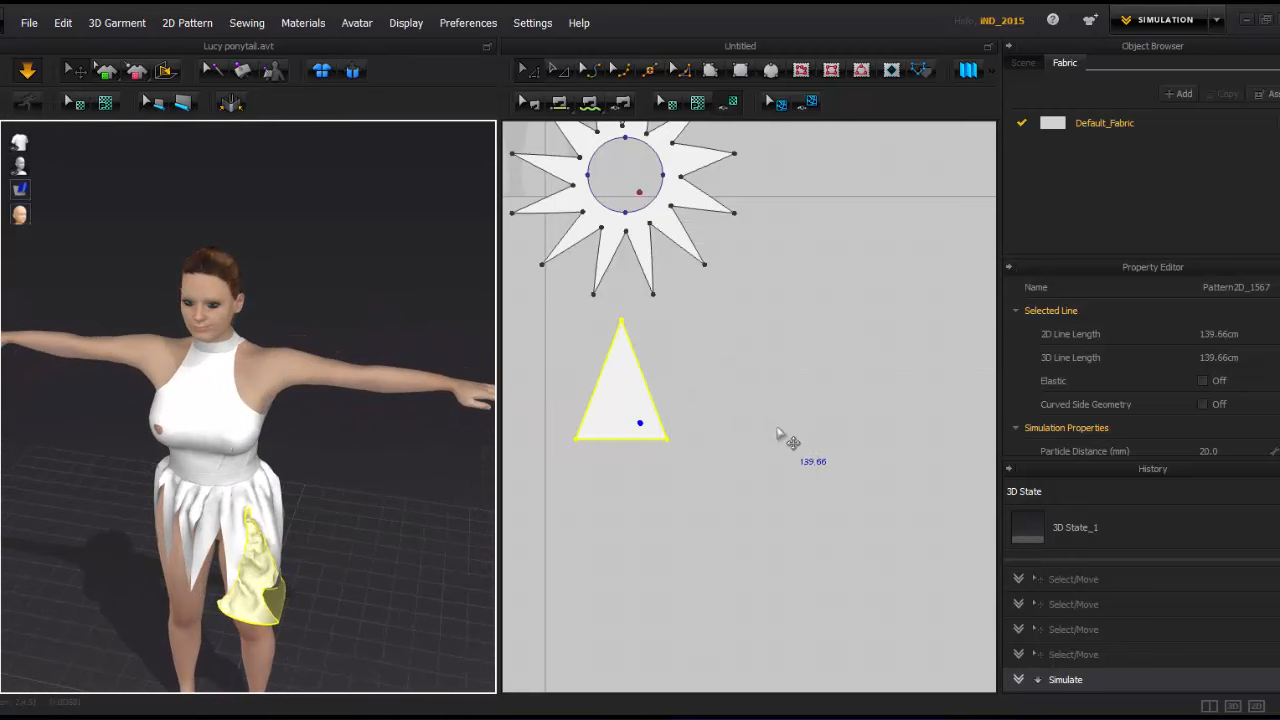 File Edit 3D Garment 2D Pattern Sewing Materials Avatar Display Preferences Settings Help
Hello, iND_2015
SIMULATION
Lucy ponytail.avt
Untitled
Object Browser
Scene Fabric
+ Add Copy
Default_Fabric
Property Editor
Name Pattern2D_1567
Selected Line
2D Line Length 139.66cm
3D Line Length 139.66cm
Elastic Off
Curved Side Geometry Off
Simulation Properties
Particle Distance (mm) 20.0
139.66
History
3D State
3D State_1
Select/Move
Select/Move
Select/Move
Select/Move
Simulate
3D 2D